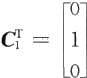 C₁ᵀ = [0
1
0]